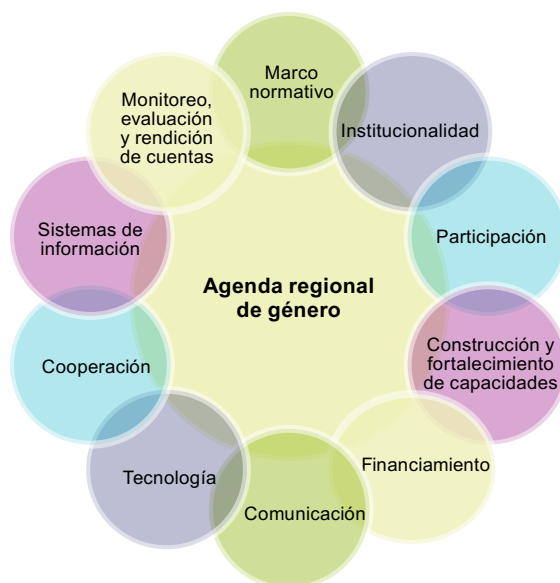 Marco
normativo
Institucionalidad
Participación
Construcción y
fortalecimiento
de capacidades
Financiamiento
Comunicación
Tecnología
Cooperación
Sistemas de
información
Monitoreo,
evaluación
y rendición
de cuentas
Agenda regional
de género